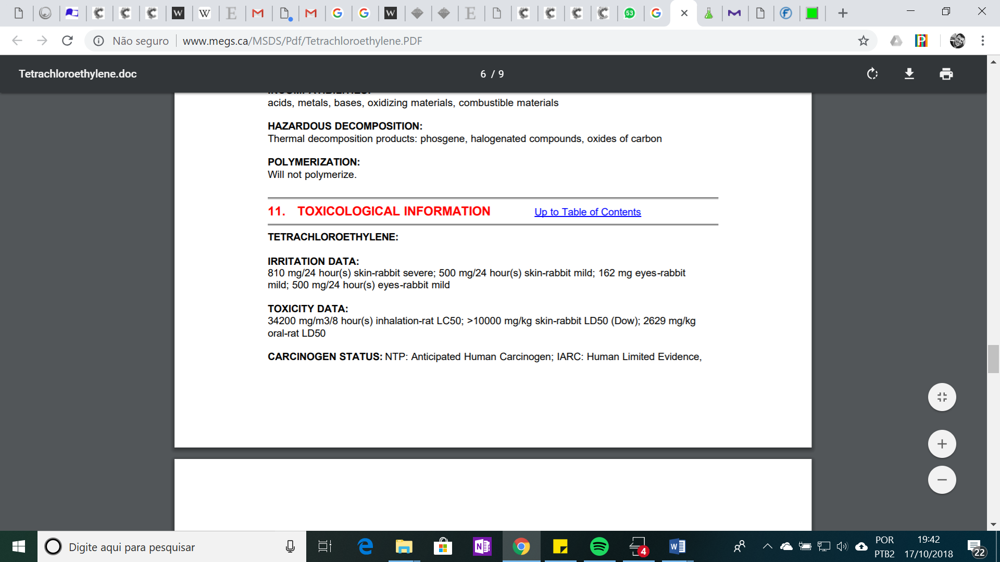 53
Não seguro
www.megs.ca/MSDS/Pdf/Tetrachloroethylene.PDF
Tetrachloroethylene.doc
6 / 9
acids, metals, bases, oxidizing materials, combustible materials
HAZARDOUS DECOMPOSITION:
Thermal decomposition products: phosgene, halogenated compounds, oxides of carbon
POLYMERIZATION:
Will not polymerize.
11. TOXICOLOGICAL INFORMATION Up to Table of Contents
TETRACHLOROETHYLENE:
IRRITATION DATA:
810 mg/24 hour(s) skin-rabbit severe; 500 mg/24 hour(s) skin-rabbit mild; 162 mg eyes-rabbit
mild; 500 mg/24 hour(s) eyes-rabbit mild
TOXICITY DATA:
34200 mg/m3/8 hour(s) inhalation-rat LC50; >10000 mg/kg skin-rabbit LD50 (Dow); 2629 mg/kg
oral-rat LD50
CARCINOGEN STATUS: NTP: Anticipated Human Carcinogen; IARC: Human Limited Evidence,
Digite aqui para pesquisar
4
POR
PTB2
19:42
17/10/2018
22